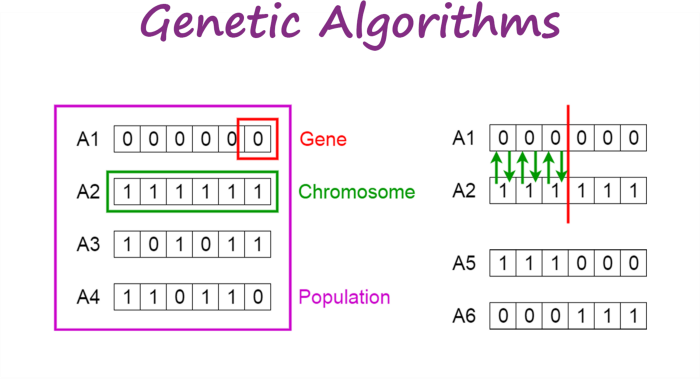 Genetic Algorithms
A1 0 0 0 0 0 0 Gene
A2 1 1 1 1 1 1 Chromosome
A3 1 0 1 0 1 1
A4 1 1 0 1 1 0 Population
A1 0 0 0 0 0 0
A2 1 1 1 1 1 1
A5 1 1 1 0 0 0
A6 0 0 0 1 1 1